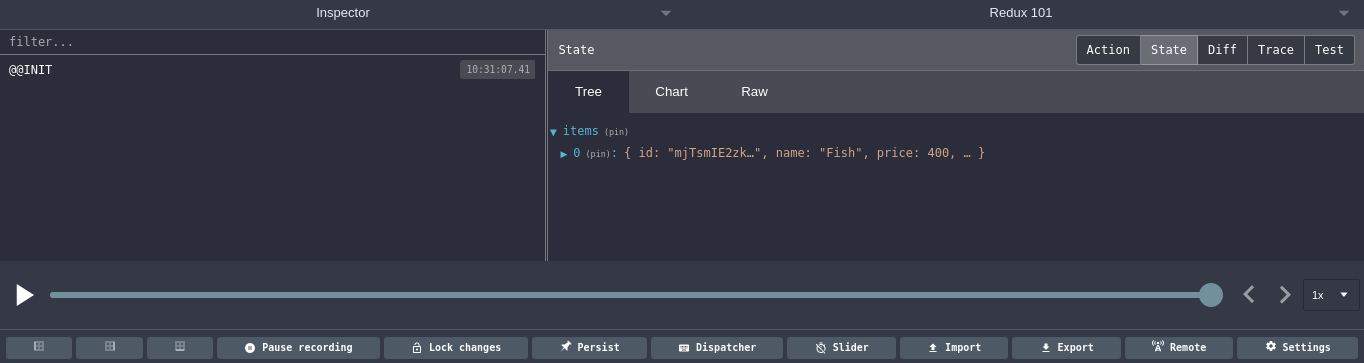 Inspector
Redux 101
filter...
@@INIT
10:31:07.41
State
Action
State
Diff
Trace
Test
Tree
Chart
Raw
▼ items (pin)
▶ 0 (pin): { id: "mjTsmIE2zk…", name: "Fish", price: 400, … }
1x
Pause recording
Lock changes
Persist
Dispatcher
Slider
Import
Export
Remote
Settings